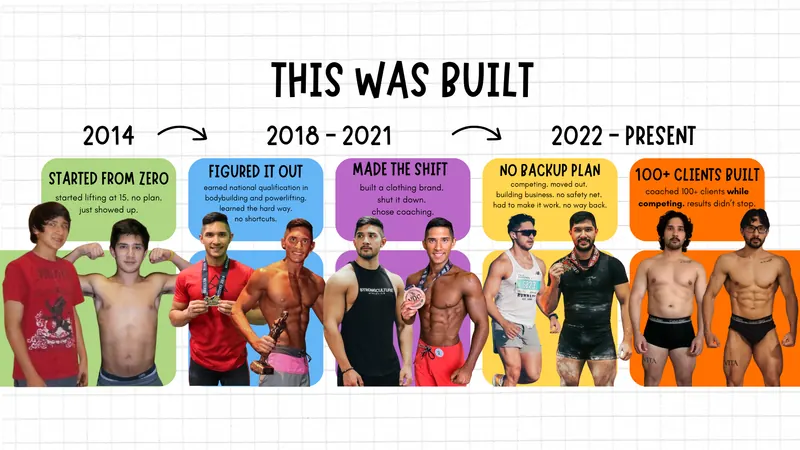 THIS WAS BUILT
2014
2018 – 2021
2022 – PRESENT
STARTED FROM ZERO
started lifting at 15, no plan.
just showed up.
FIGURED IT OUT
earned national qualification in
bodybuilding and powerlifting.
learned the hard way.
no shortcuts.
MADE THE SHIFT
built a clothing brand.
shut it down.
chose coaching.
NO BACKUP PLAN
competing. moved out.
building business. no safety net.
had to make it work. no way back.
100+ CLIENTS BUILT
coached 100+ clients while
competing. results didn't stop.
STRONGCULTURE
VITA
VITA